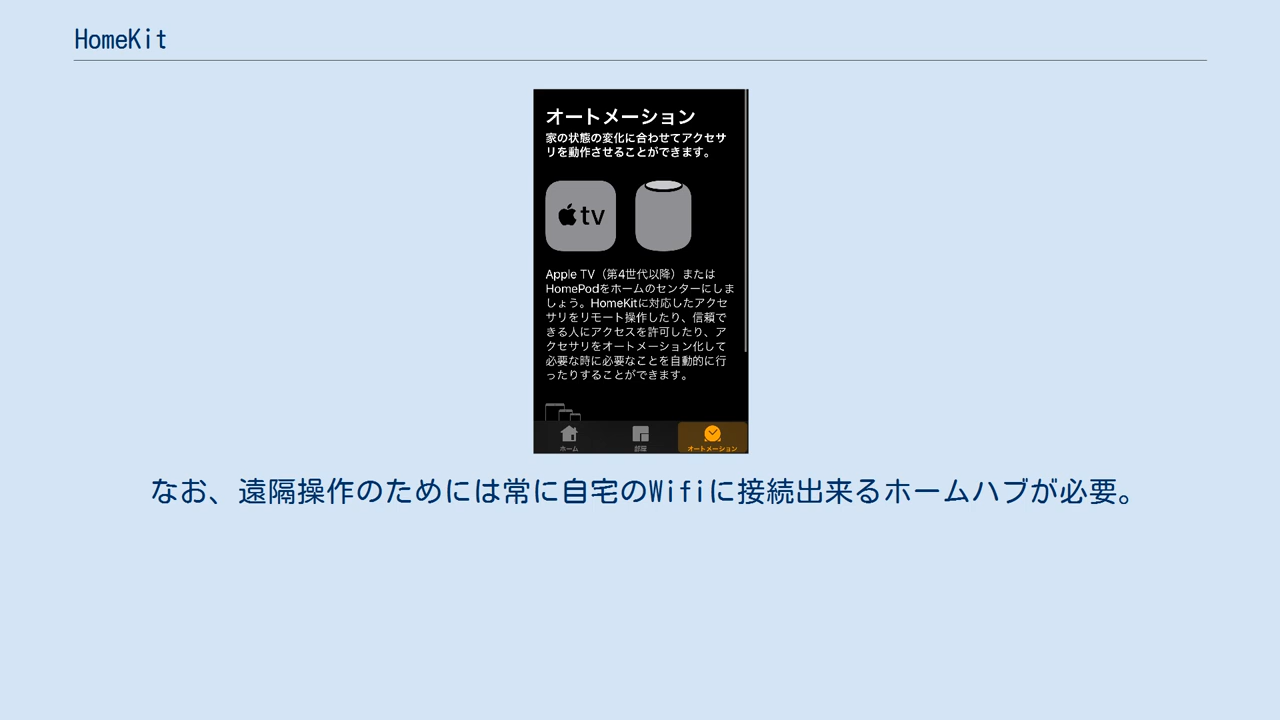 HomeKit
オートメーション
家の状態の変化に合わせてアクセサ
リを動作させることができます。
tv
Apple TV（第4世代以降）または
HomePodをホームのセンターにしま
しょう。HomeKitに対応したアクセ
サリをリモート操作したり、信頼で
きる人にアクセスを許可したり、ア
クセサリをオートメーション化して
必要な時に必要なことを自動的に行
ったりすることができます。
ホーム
部屋
オートメーション
なお、遠隔操作のためには常に自宅のWifiに接続出来るホームハブが必要。